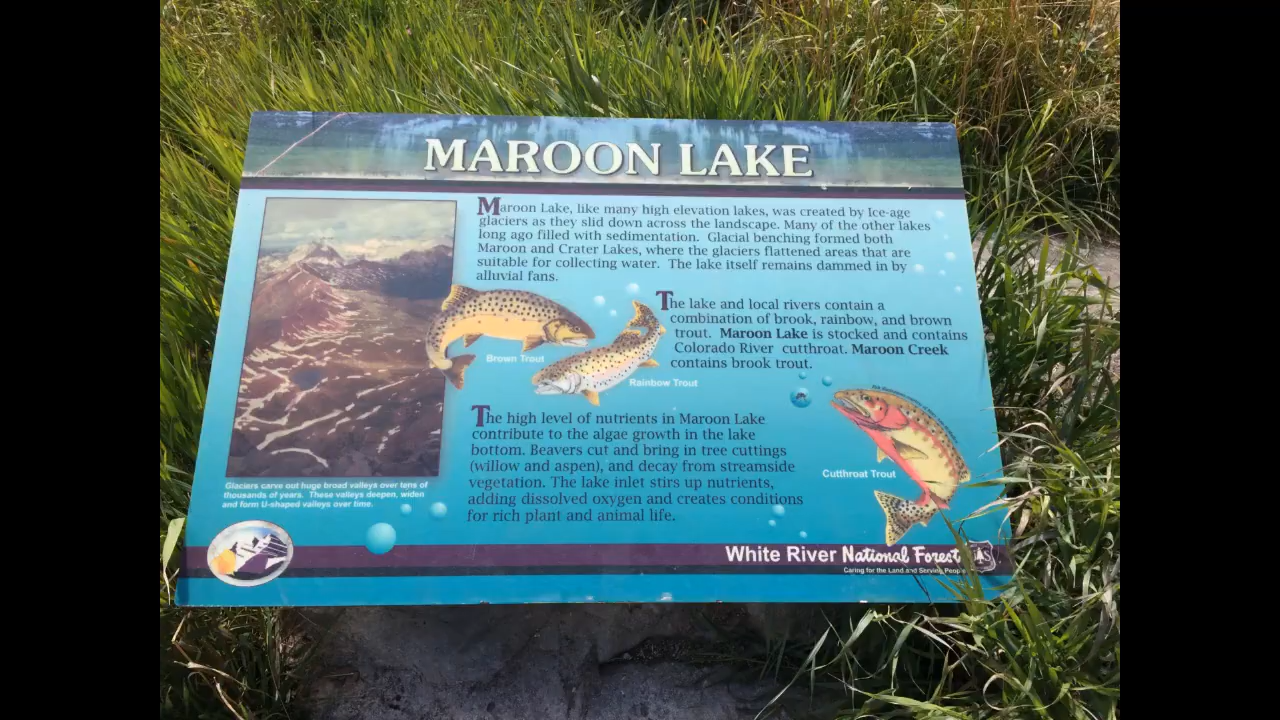 MAROON LAKE
Maroon Lake, like many high elevation lakes, was created by Ice-age
glaciers as they slid down across the landscape. Many of the other lakes
long ago filled with sedimentation. Glacial benching formed both
Maroon and Crater Lakes, where the glaciers flattened areas that are
suitable for collecting water. The lake itself remains dammed in by
alluvial fans.
The lake and local rivers contain a
combination of brook, rainbow, and brown
trout. Maroon Lake is stocked and contains
Colorado River cutthroat. Maroon Creek
contains brook trout.
Brown Trout
Rainbow Trout
The high level of nutrients in Maroon Lake
contribute to the algae growth in the lake
bottom. Beavers cut and bring in tree cuttings
(willow and aspen), and decay from streamside
vegetation. The lake inlet stirs up nutrients,
adding dissolved oxygen and creates conditions
for rich plant and animal life.
Cutthroat Trout
Glaciers carve out huge broad valleys over tens of
thousands of years. These valleys deepen, widen
and form U-shaped valleys over time.
White River National Forest
Caring for the Land and Serving People